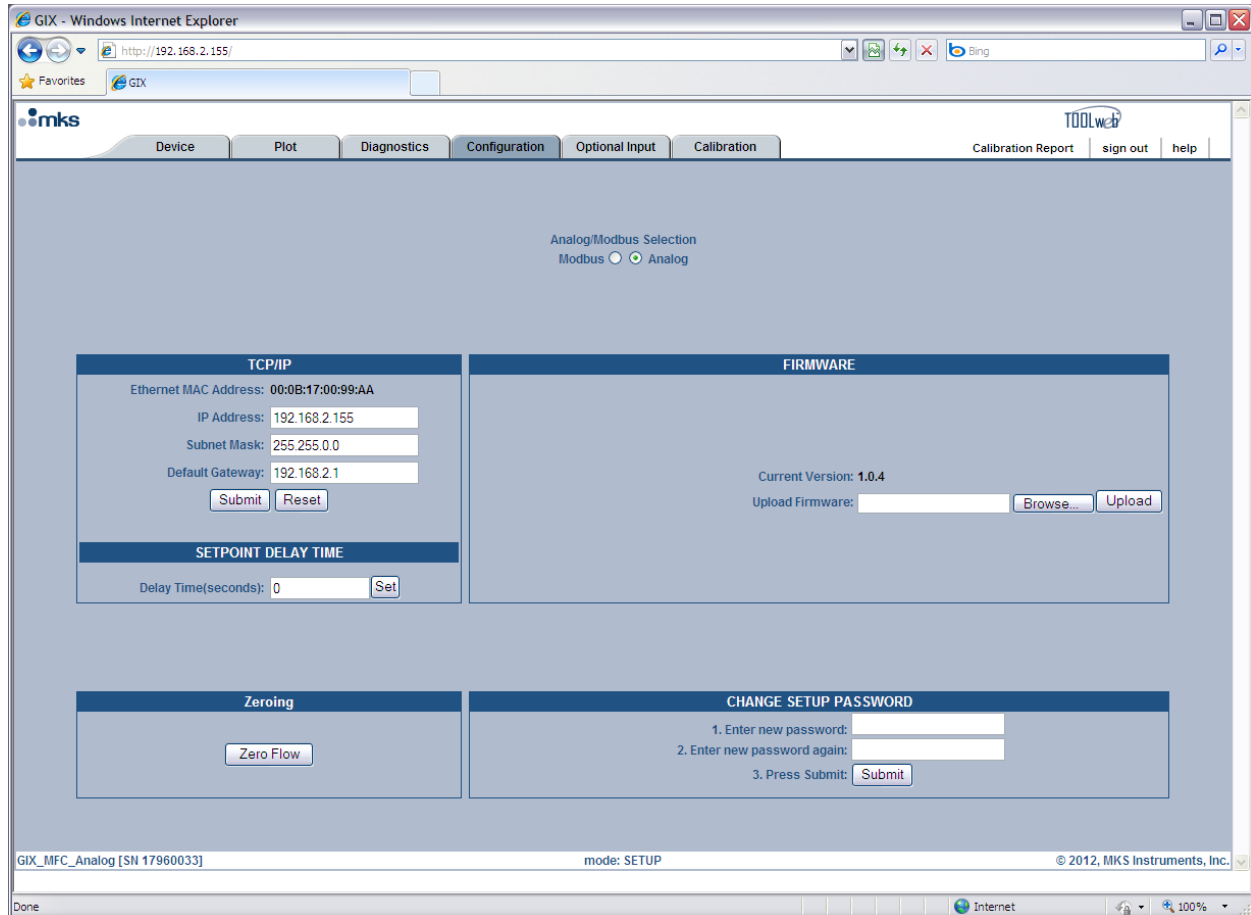 GIX - Windows Internet Explorer
http://192.168.2.155/
Bing
Favorites
GIX
mks
TOOLweb
Device Plot Diagnostics Configuration Optional Input Calibration
Calibration Report sign out help
Analog/Modbus Selection
Modbus Analog
TCP/IP
Ethernet MAC Address: 00:0B:17:00:99:AA
IP Address: 192.168.2.155
Subnet Mask: 255.255.0.0
Default Gateway: 192.168.2.1
Submit Reset
SETPOINT DELAY TIME
Delay Time(seconds): 0 Set
FIRMWARE
Current Version: 1.0.4
Upload Firmware: Browse... Upload
Zeroing
Zero Flow
CHANGE SETUP PASSWORD
1. Enter new password:
2. Enter new password again:
3. Press Submit: Submit
GIX_MFC_Analog [SN 17960033] mode: SETUP © 2012, MKS Instruments, Inc.
Done Internet 100%